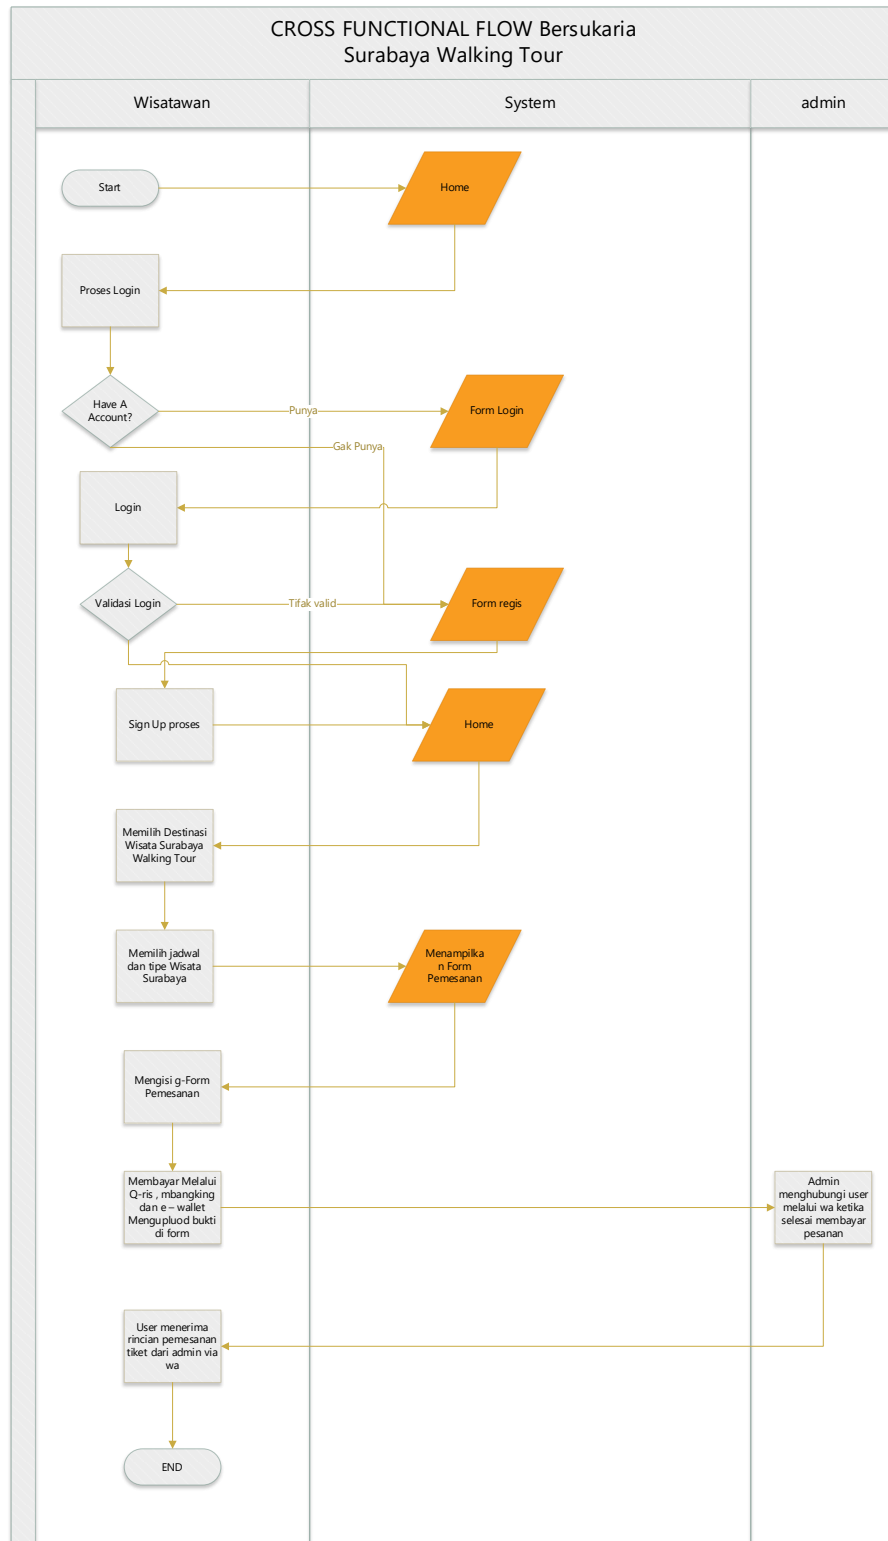 CROSS FUNCTIONAL FLOW Bersukaria
Surabaya Walking Tour
Wisatawan
System
admin
Start
Home
Proses Login
Have A
Account?
Punya
Form Login
Gak Punya
Login
Validasi Login
Tifak valid
Form regis
Sign Up proses
Home
Memilih Destinasi
Wisata Surabaya
Walking Tour
Memilih jadwal
dan tipe Wisata
Surabaya
Menampilka
n Form
Pemesanan
Mengisi g-Form
Pemesanan
Membayar Melalui
Q-ris , mbangking
dan e – wallet
Mengupluod bukti
di form
Admin
menghubungi user
melalui wa ketika
selesai membayar
pesanan
User menerima
rincian pemesanan
tiket dari admin via
wa
END